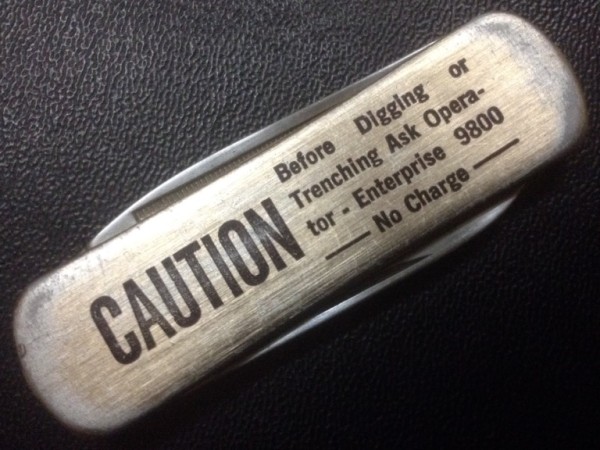 CAUTION
Before Digging or
Trenching Ask Opera-
tor - Enterprise 9800
— No Charge —